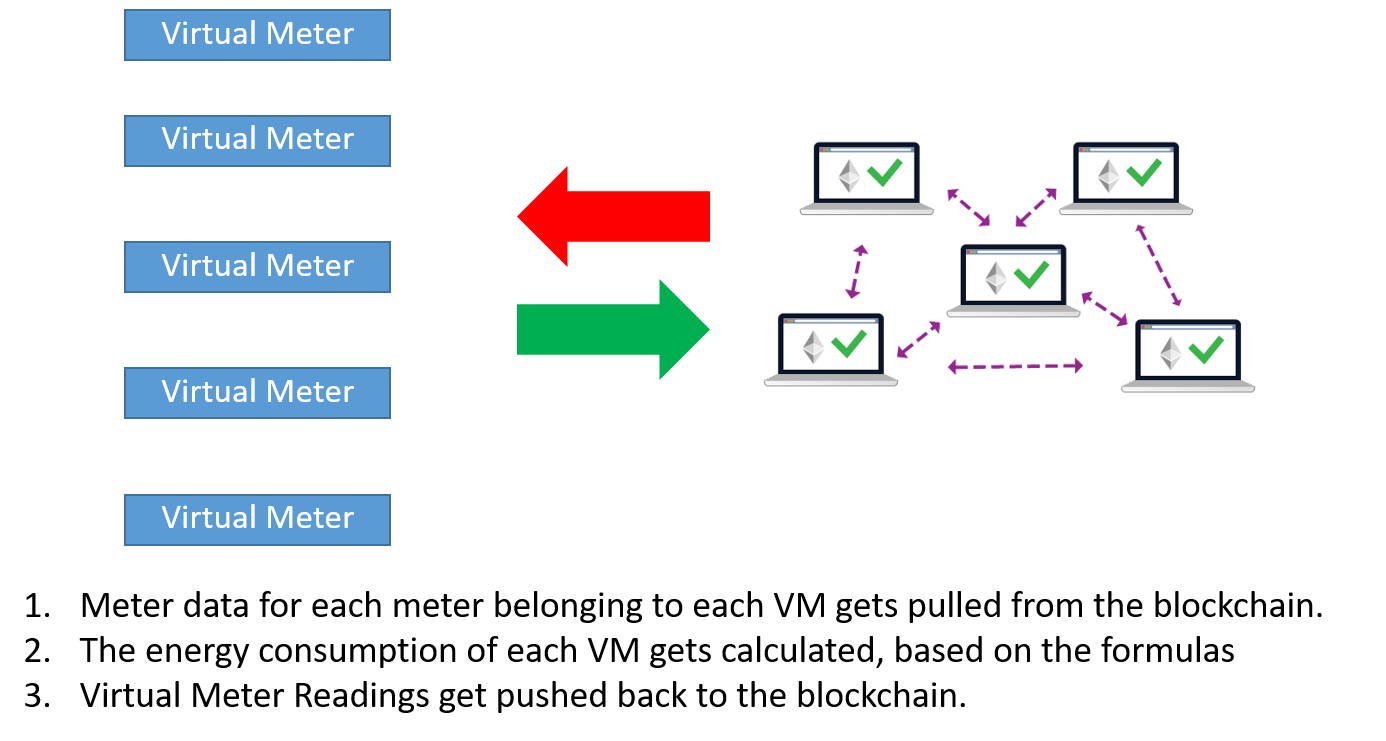 Virtual Meter
Virtual Meter
Virtual Meter
Virtual Meter
Virtual Meter
1. Meter data for each meter belonging to each VM gets pulled from the blockchain.
2. The energy consumption of each VM gets calculated, based on the formulas
3. Virtual Meter Readings get pushed back to the blockchain.